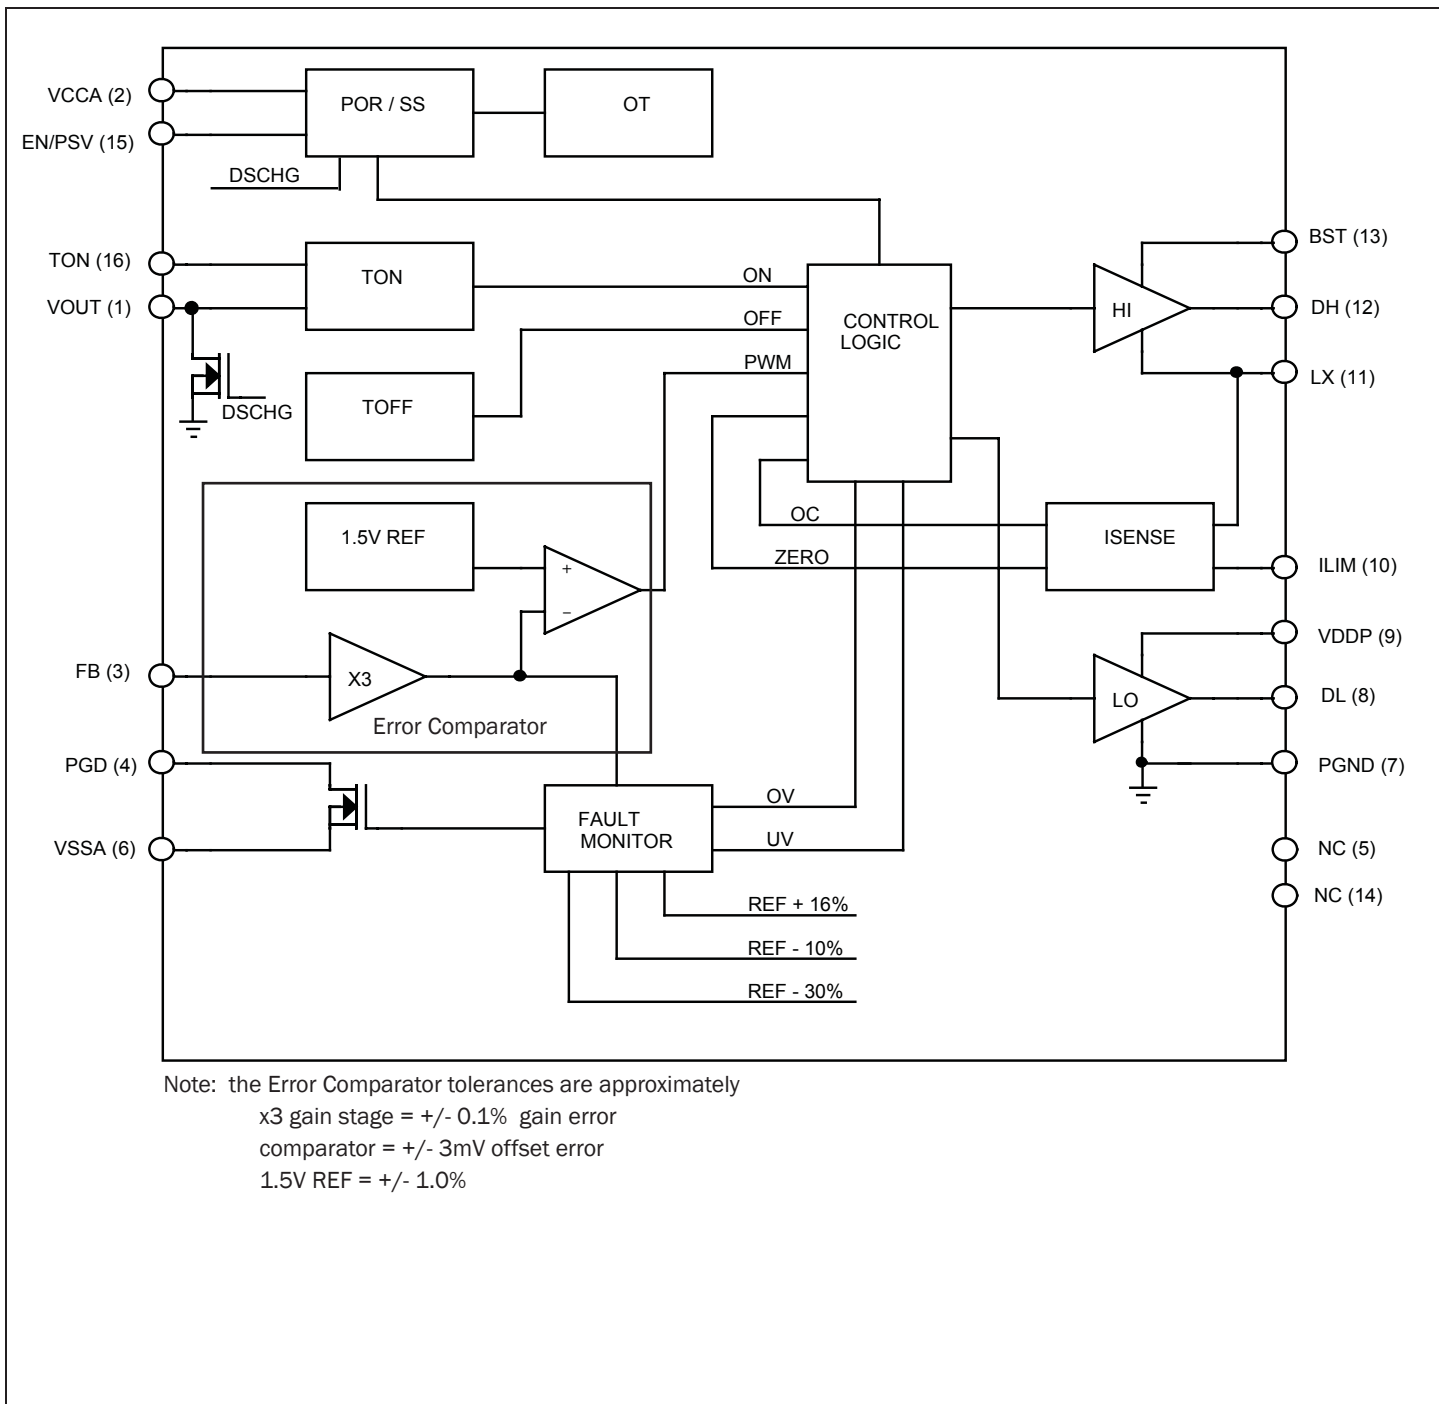 VCCA (2)
POR / SS
OT
EN/PSV (15)
DSCHG
BST (13)
TON (16)
TON
ON
VOUT (1)
HI
DH (12)
OFF
CONTROL
LOGIC
PWM
LX (11)
TOFF
DSCHG
OC
1.5V REF
ISENSE
+
ZERO
ILIM (10)
−
VDDP (9)
FB (3)
X3
LO
DL (8)
Error Comparator
PGD (4)
PGND (7)
OV
FAULT
MONITOR
UV
VSSA (6)
NC (5)
NC (14)
REF + 16%
REF - 10%
REF - 30%
Note: the Error Comparator tolerances are approximately
x3 gain stage = +/- 0.1% gain error
comparator = +/- 3mV offset error
1.5V REF = +/- 1.0%